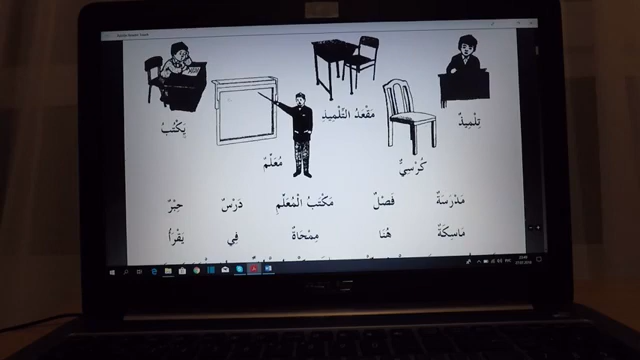 مَقْعَدُ التِّلْمِيذِ
تِلْمِيذٌ
يَكْتُبُ
كُرْسِيٌّ
مُعَلِّمٌ
مَدْرَسَةٌ فَصْلٌ مَكْتَبُ الْمُعَلِّمِ دَرْسٌ حِبْرٌ
مَاسِكَةٌ هُنَا مِمْحَاةٌ فِي يَقْرَأُ